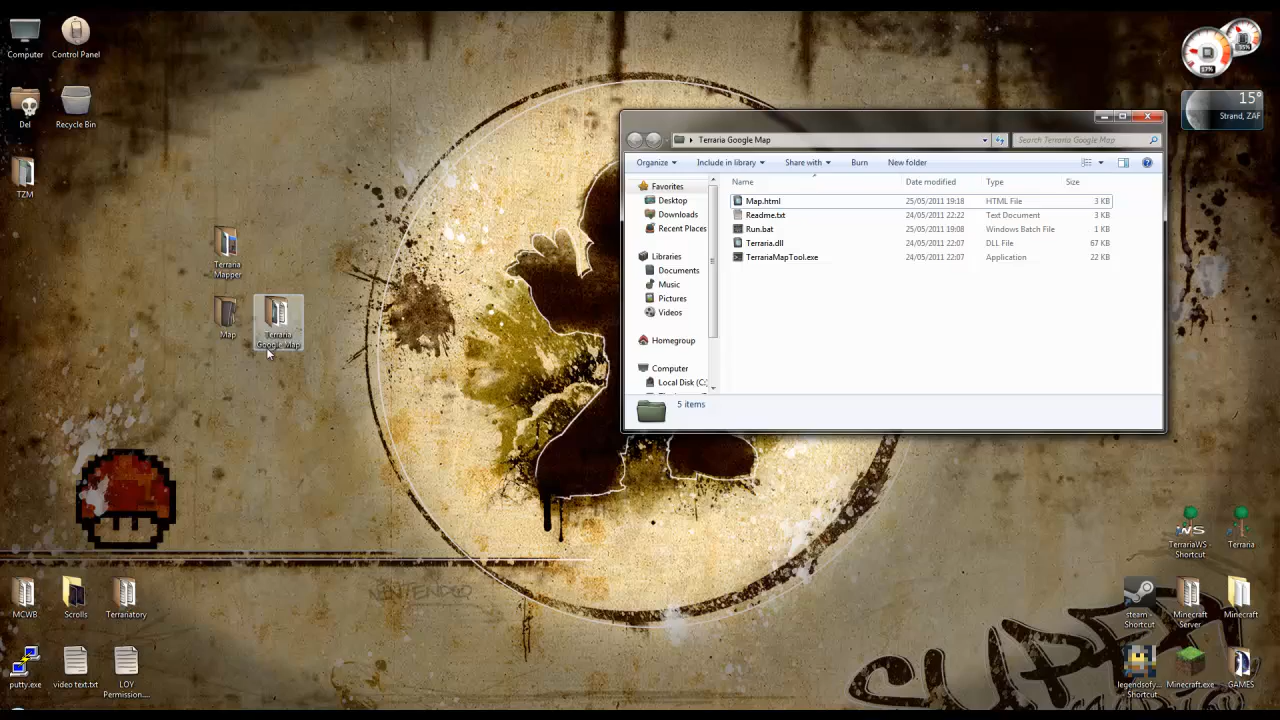 Computer
Control Panel
Del
Recycle Bin
TZM
Terraria
Mapper
Map
Terraria
Google Map
MCWB
Scrolls
Terrariatory
putty.exe
video text.txt
LOY
Permission....
37%
15°
Strand, ZAF
Terraria Google Map
Search Terraria Google Map
Organize
Include in library
Share with
Burn
New folder
Favorites
Desktop
Downloads
Recent Places
Libraries
Documents
Music
Pictures
Videos
Homegroup
Computer
Local Disk (C:
Name Date modified Type Size
Map.html 25/05/2011 19:18 HTML File 3 KB
Readme.txt 24/05/2011 22:22 Text Document 3 KB
Run.bat 25/05/2011 19:08 Windows Batch File 1 KB
Terraria.dll 24/05/2011 22:07 DLL File 67 KB
TerrariaMapTool.exe 24/05/2011 22:07 Application 22 KB
5 items
NINTENDO
WS
TerrariaWS -
Shortcut
Terraria
steam -
Shortcut
Minecraft
Server
Minecraft
legendsofy...
Shortcut
Minecraft.exe
GAMES